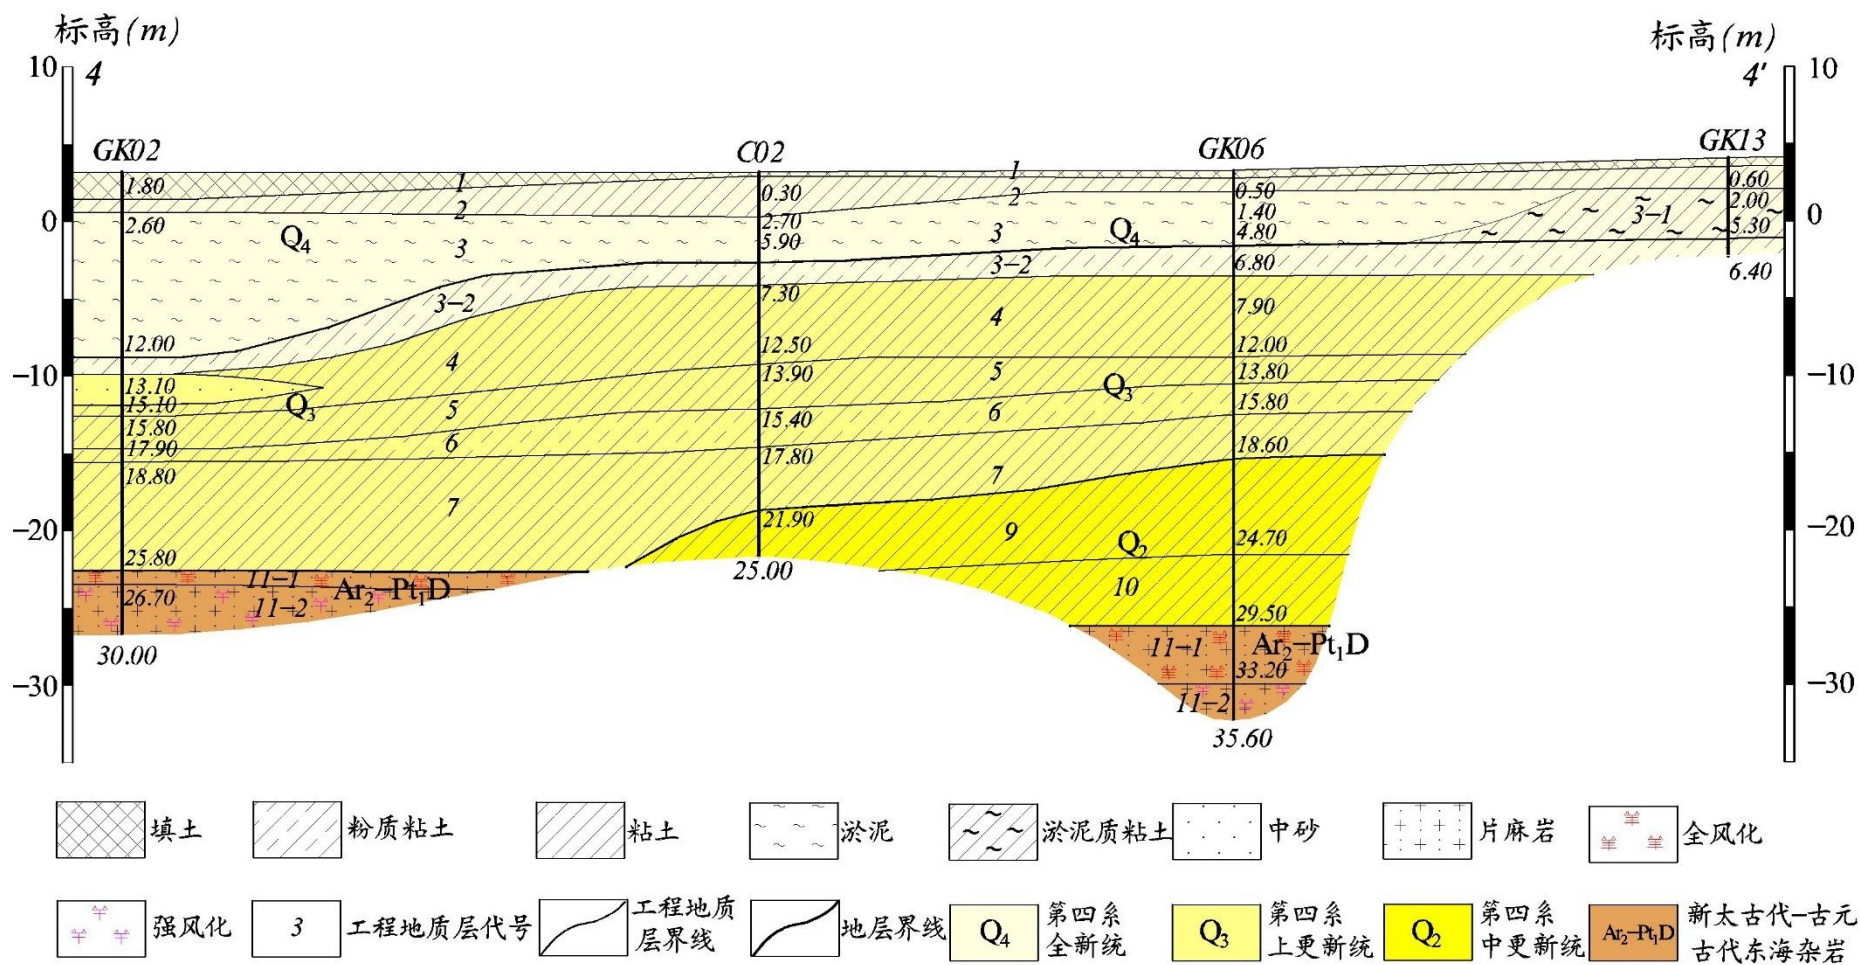 标高(m)
标高(m)
10
4
4′
10
GK02
C02
GK06
GK13
1.80
1
0.30
1
0.50
0.60
2
2
2.00
0
2.60
2.70
1.40
3-1
0
Q₄
3
5.90
3
Q₄
4.80
5.30
3-2
3-2
6.80
6.40
7.30
4
7.90
12.00
4
12.50
12.00
-10
13.10
13.90
5
Q₃
13.80
-10
15.10
Q₃
5
15.40
6
15.80
15.80
6
17.90
17.80
18.60
18.80
7
7
-20
21.90
9
Q₂
24.70
-20
25.80
11-1
Ar₂-Pt₁D
25.00
10
26.70
11-2
29.50
30.00
11-1
Ar₂-Pt₁D
33.20
-30
11-2
-30
35.60
填土
粉质粘土
粘土
淤泥
淤泥质粘土
中砂
片麻岩
全风化
强风化
3
工程地质层代号
工程地质
层界线
地层界线
Q₄
第四系
全新统
Q₃
第四系
上更新统
Q₂
第四系
中更新统
Ar₂-Pt₁D
新太古代-古元
古代东海杂岩